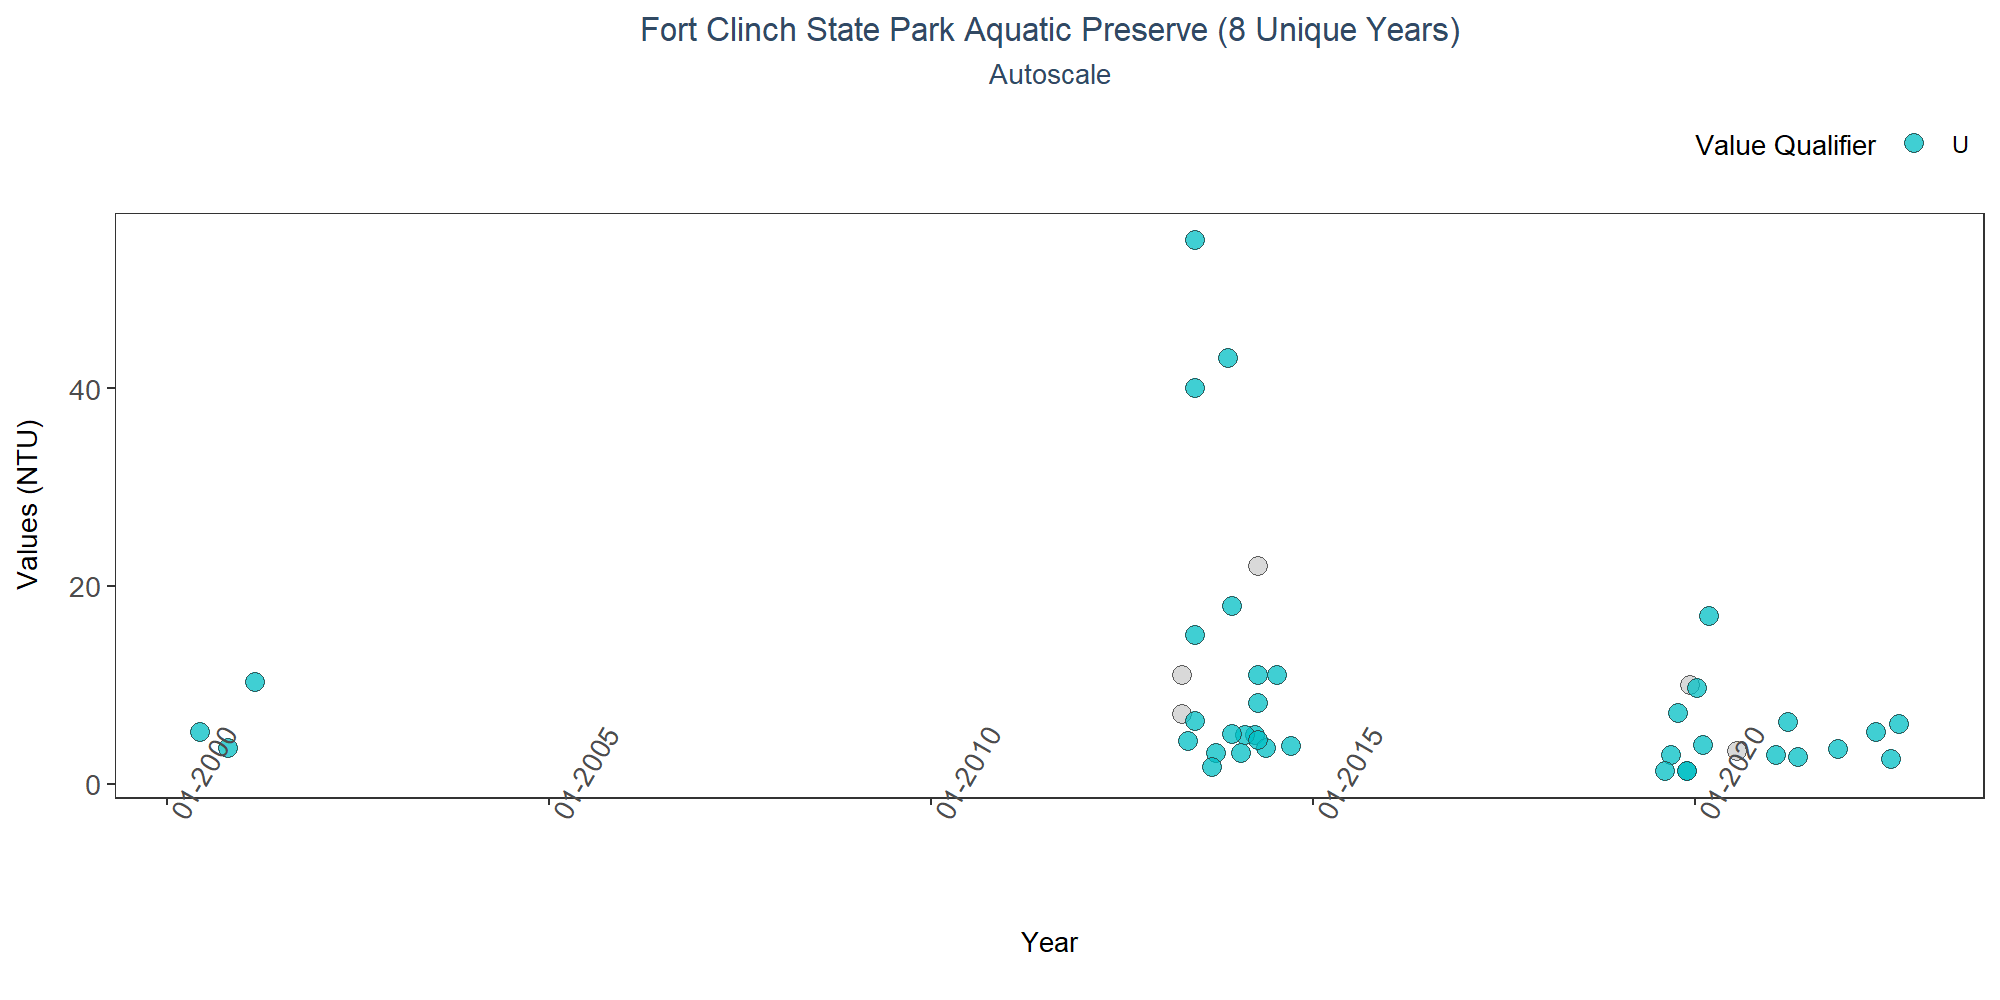 Fort Clinch State Park Aquatic Preserve (8 Unique Years)
Autoscale
Value Qualifier U
Values (NTU)
40
20
0
01-2000 01-2005 01-2010 01-2015 01-2020
Year